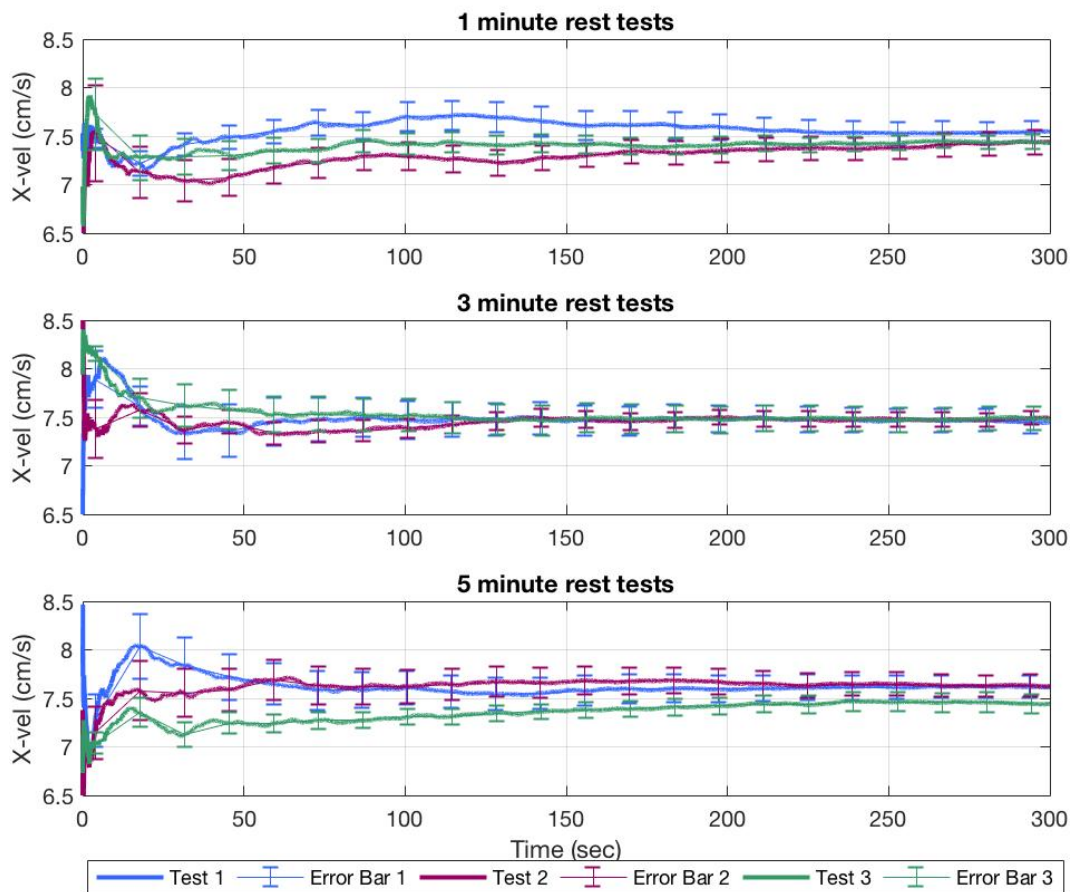 1 minute rest tests
8.5
8
7.5
7
6.5
X-vel (cm/s)
0 50 100 150 200 250 300
3 minute rest tests
8.5
8
7.5
7
6.5
X-vel (cm/s)
0 50 100 150 200 250 300
5 minute rest tests
8.5
8
7.5
7
6.5
X-vel (cm/s)
0 50 100 150 200 250 300
Time (sec)
Test 1 Error Bar 1 Test 2 Error Bar 2 Test 3 Error Bar 3